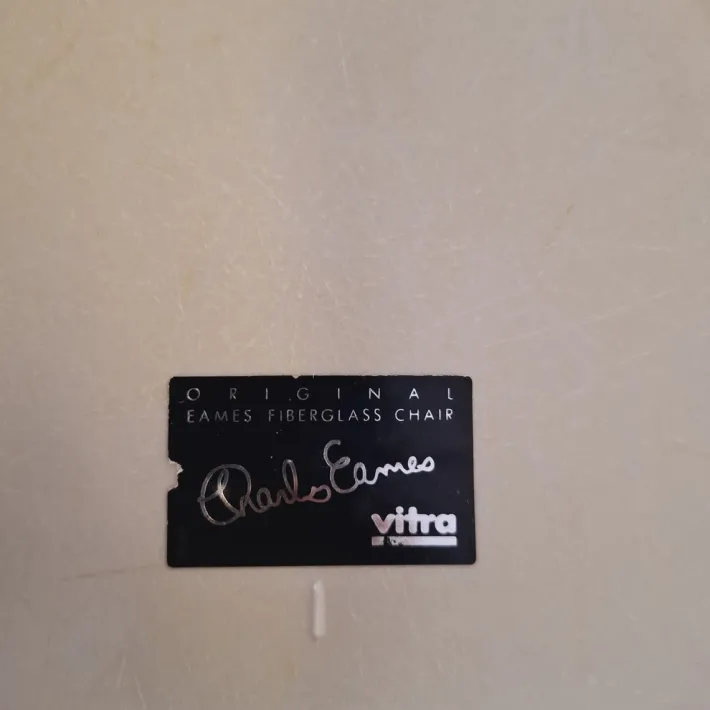 ORIGINAL
EAMES FIBERGLASS CHAIR
Charles Eames
vitra